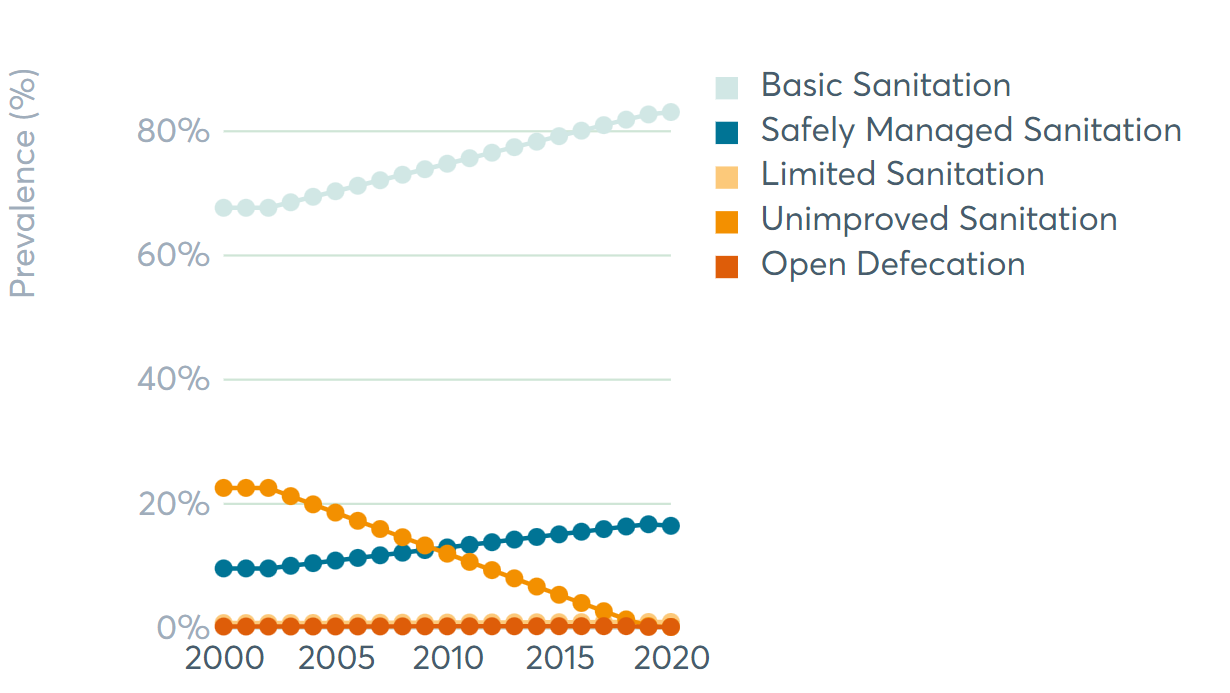 Prevalence (%)
80%
60%
40%
20%
0%
2000 2005 2010 2015 2020
Basic Sanitation
Safely Managed Sanitation
Limited Sanitation
Unimproved Sanitation
Open Defecation